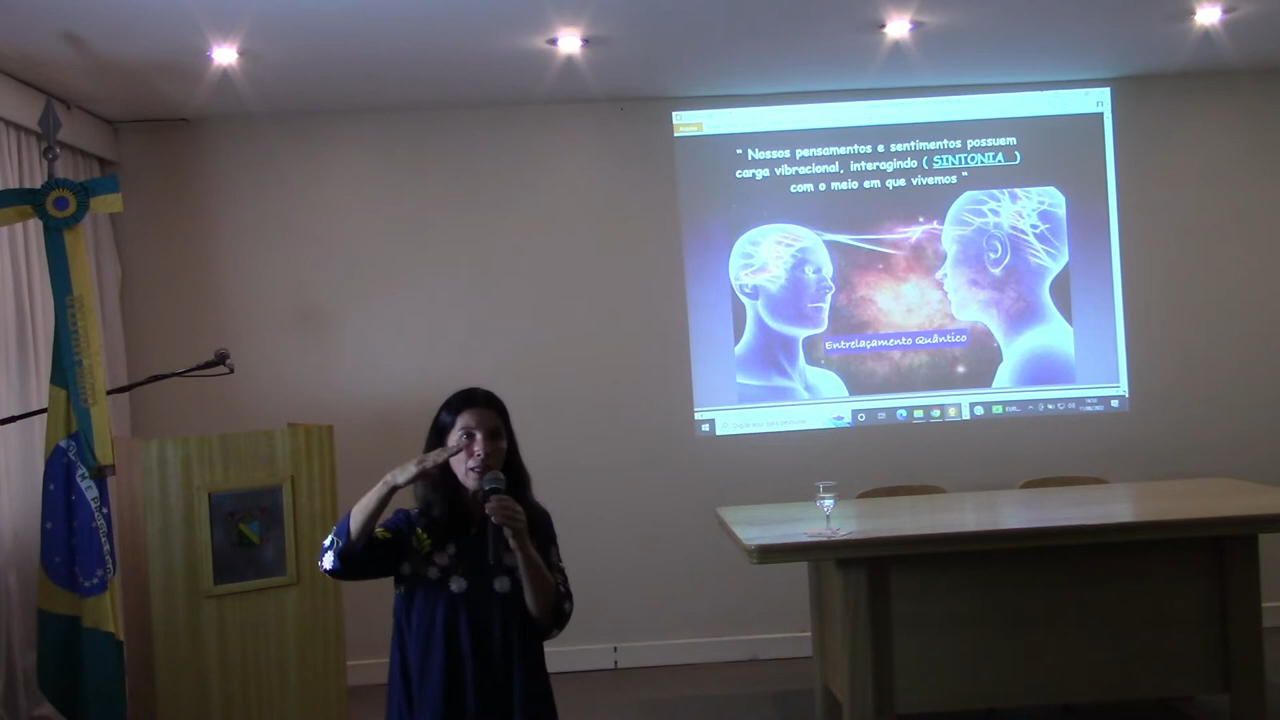 " Nossos pensamentos e sentimentos possuem
carga vibracional, interagindo ( SINTONIA )
com o meio em que vivemos "
Entrelaçamento Quântico